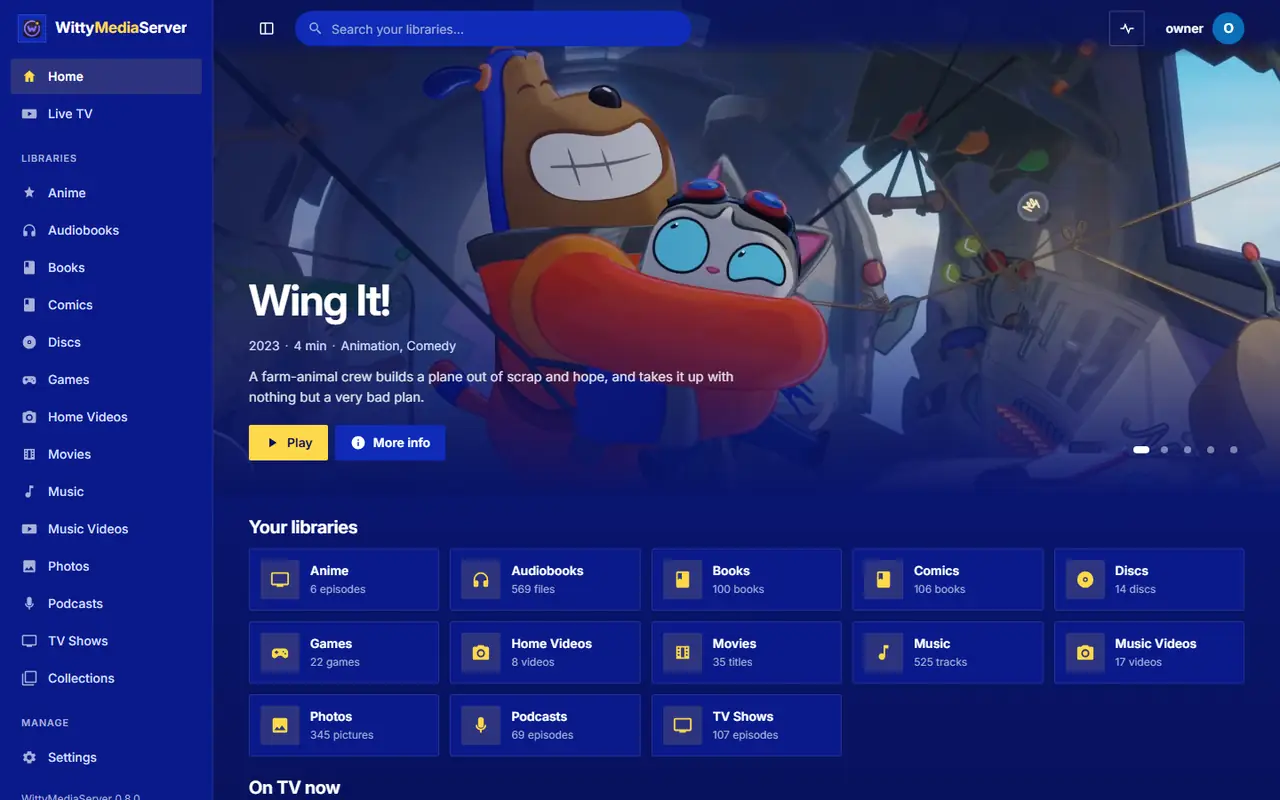 WittyMediaServer
Search your libraries...
owner
O
Home
Live TV
LIBRARIES
Anime
Audiobooks
Books
Comics
Discs
Games
Home Videos
Movies
Music
Music Videos
Photos
Podcasts
TV Shows
Collections
MANAGE
Settings
WittyMediaServer 0.8.0
Wing It!
2023 · 4 min · Animation, Comedy
A farm-animal crew builds a plane out of scrap and hope, and takes it up with
nothing but a very bad plan.
Play
More info
Your libraries
Anime
6 episodes
Audiobooks
569 files
Books
100 books
Comics
106 books
Discs
14 discs
Games
22 games
Home Videos
8 videos
Movies
35 titles
Music
525 tracks
Music Videos
17 videos
Photos
345 pictures
Podcasts
69 episodes
TV Shows
107 episodes
On TV now